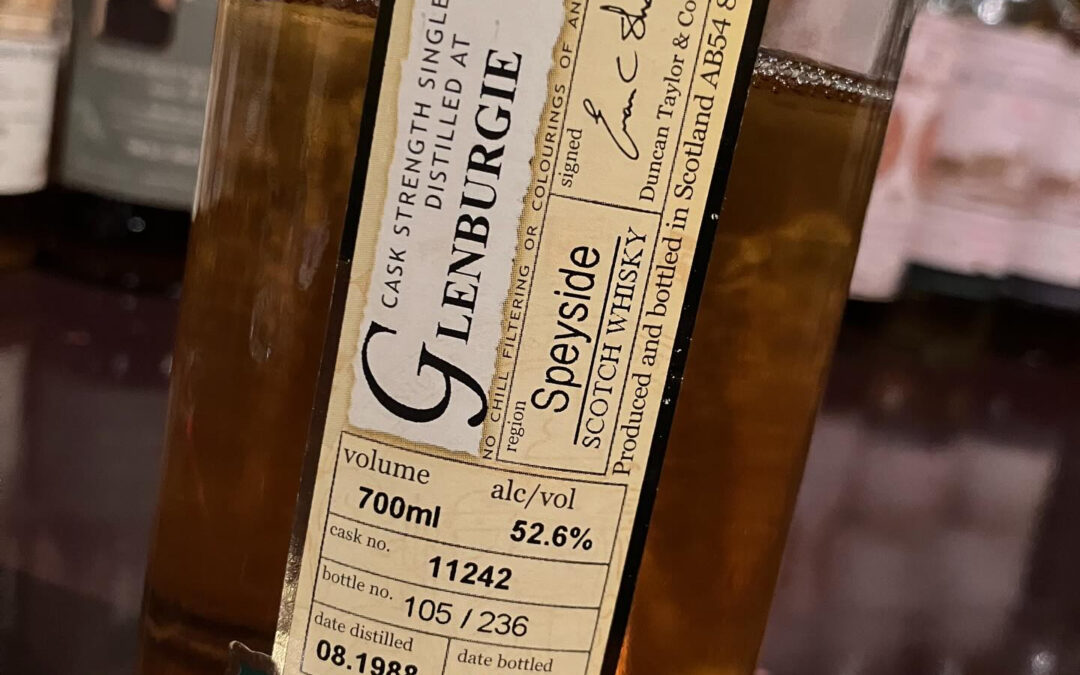 CASK STRENGTH SINGLE
DISTILLED AT
GLENBURGIE
NO CHILL FILTERING OR COLOURINGS OF AN
region
Speyside
SCOTCH WHISKY
signed
Duncan Taylor & Co
Produced and bottled in Scotland AB54 8
volume
700ml
alc/vol
52.6%
cask no.
11242
bottle no.
105 / 236
date distilled
08.1988
date bottled